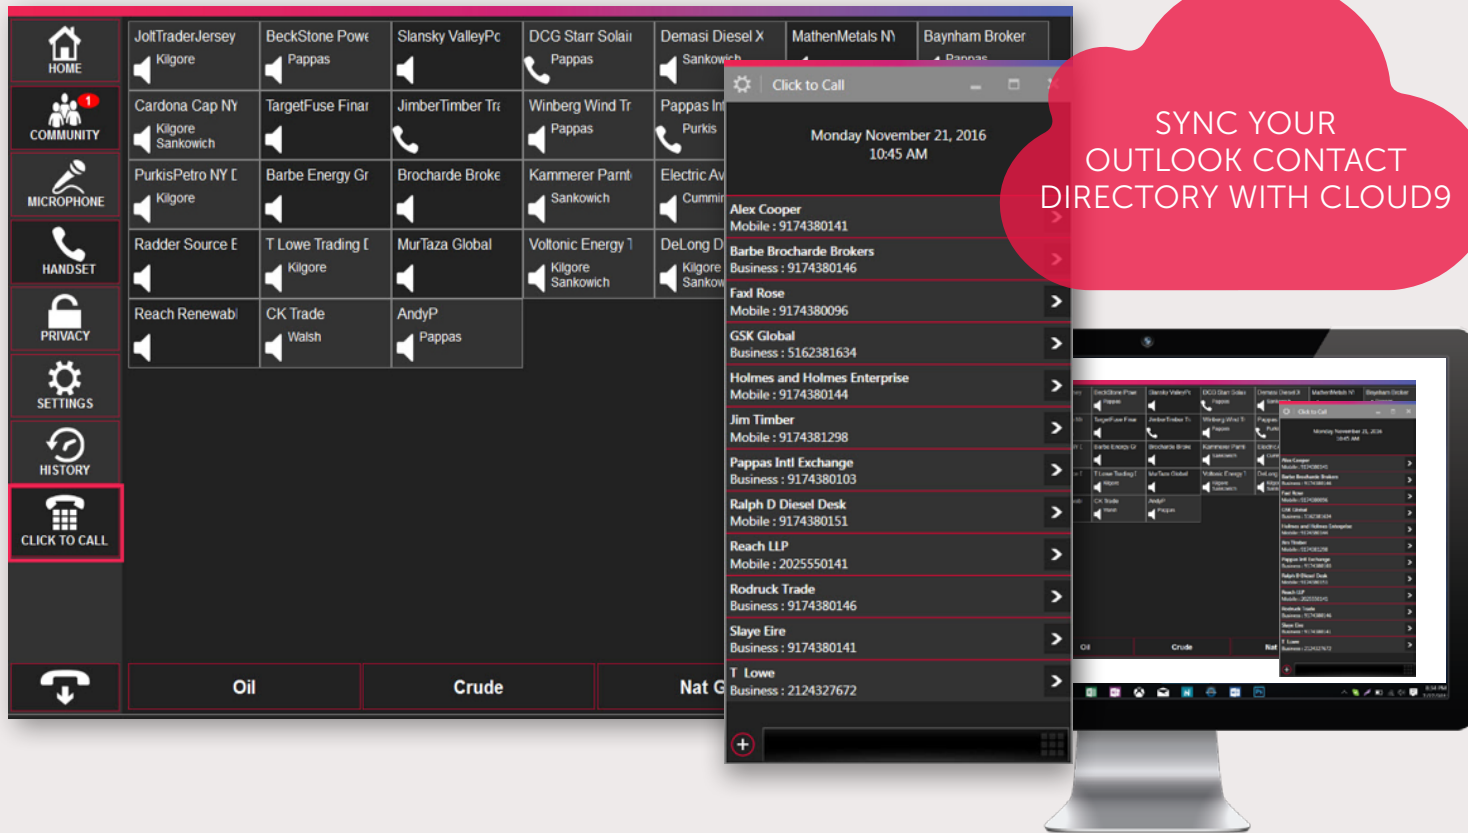 HOME
COMMUNITY
1
MICROPHONE
HANDSET
PRIVACY
SETTINGS
HISTORY
CLICK TO CALL
JoltTraderJersey
Kilgore
BeckStone Powe
Pappas
Slansky ValleyPc
DCG Starr Solair
Pappas
Demasi Diesel X
Sankowich
MathenMetals N\
Baynham Broker
Pappas
Cardona Cap NY
Kilgore
Sankowich
TargetFuse Finar
JimberTimber Tra
Winberg Wind Tr
Pappas
Pappas Int
Purkis
PurkisPetro NY D
Kilgore
Barbe Energy Gr
Brocharde Broke
Kammerer Parnt
Sankowich
Electric Av
Cummin
Radder Source E
T Lowe Trading D
Kilgore
MurTaza Global
Voltonic Energy T
Kilgore
Sankowich
DeLong D
Kilgore
Sankow
Reach Renewabl
CK Trade
Walsh
AndyP
Pappas
Oil
Crude
Nat G
Click to Call
Monday November 21, 2016
10:45 AM
Alex Cooper
Mobile : 9174380141
Barbe Brocharde Brokers
Business : 9174380146
Faxl Rose
Mobile : 9174380096
GSK Global
Business : 5162381634
Holmes and Holmes Enterprise
Mobile : 9174380144
Jim Timber
Mobile : 9174381298
Pappas Intl Exchange
Business : 9174380103
Ralph D Diesel Desk
Mobile : 9174380151
Reach LLP
Mobile : 2025550141
Rodruck Trade
Business : 9174380146
Slaye Eire
Business : 9174380141
T Lowe
Business : 2124327672
SYNC YOUR
OUTLOOK CONTACT
DIRECTORY WITH CLOUD9